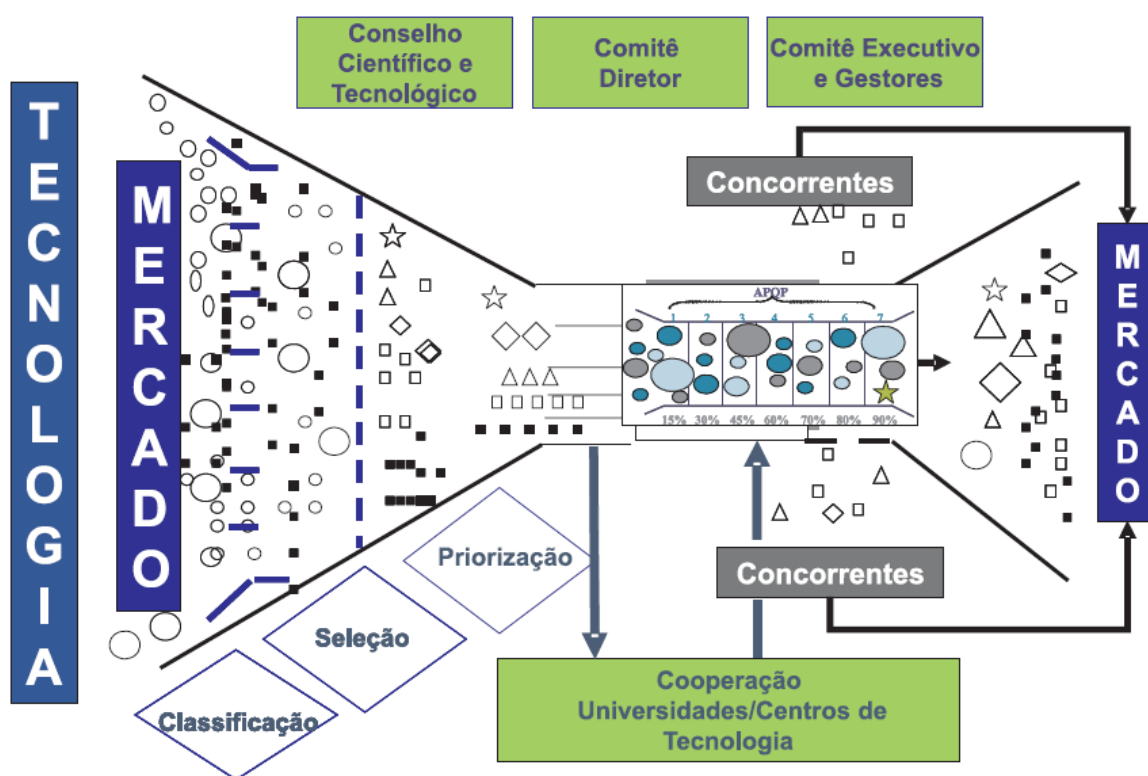 Conselho
Científico e
Tecnológico
Comitê
Diretor
Comitê Executivo
e Gestores
TECNOLOGIA
MERCADO
Concorrentes
MERCADO
APQP
1 2 3 4 5 6 7
15% 30% 45% 60% 70% 80% 90%
Priorização
Seleção
Classificação
Concorrentes
Cooperação
Universidades/Centros de
Tecnologia